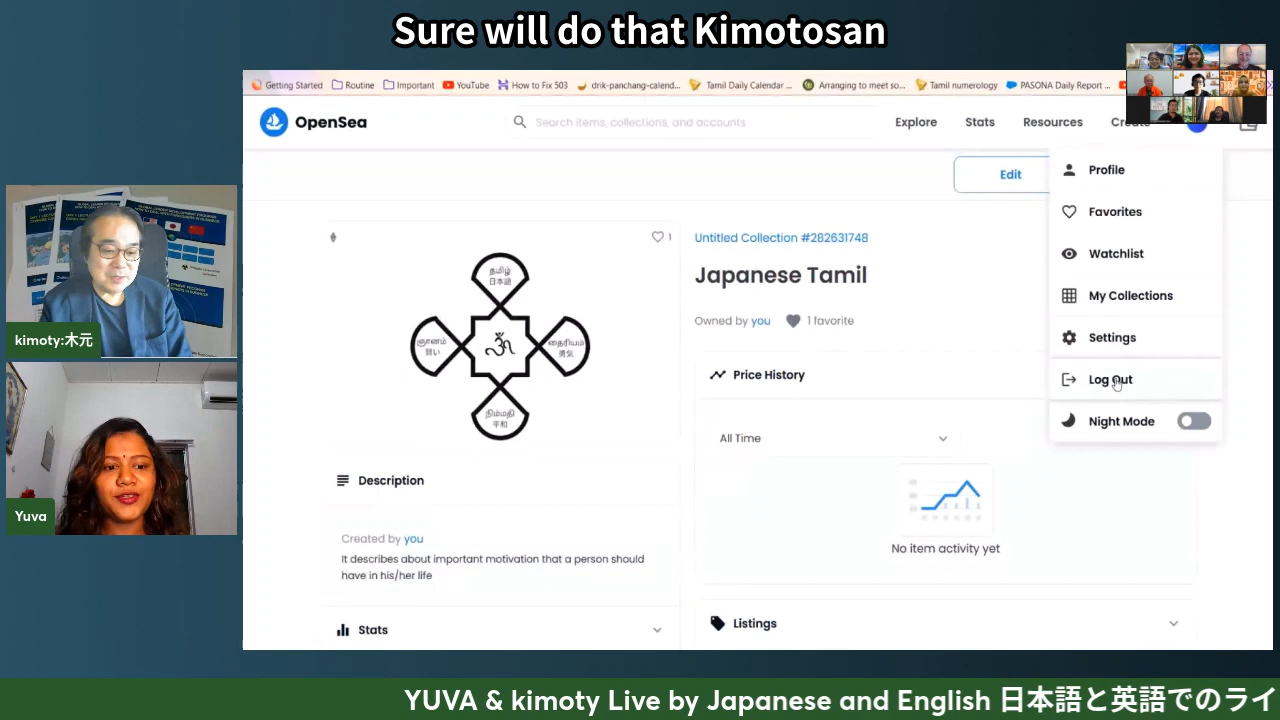 Sure will do that Kimotosan
Getting Started
Routine
Important
YouTube
How to Fix 503
drik-panchang-calend...
Tamil Daily Calendar ...
Arranging to meet so...
Tamil numerology
PASONA Daily Report ...
OpenSea
Search items, collections, and accounts
Explore
Stats
Resources
Edit
Profile
Favorites
Watchlist
My Collections
Settings
Log Out
Night Mode
1
தமிழ்
日本語
ஞானம்
賢い
தைரியம்
勇気
நிம்மதி
平和
Untitled Collection #282631748
Japanese Tamil
Owned by you
1 favorite
Price History
All Time
No item activity yet
Description
Created by you
It describes about important motivation that a person should
have in his/her life
Stats
Listings
kimoty:木元
Yuva
YUVA & kimoty Live by Japanese and English 日本語と英語でのライ